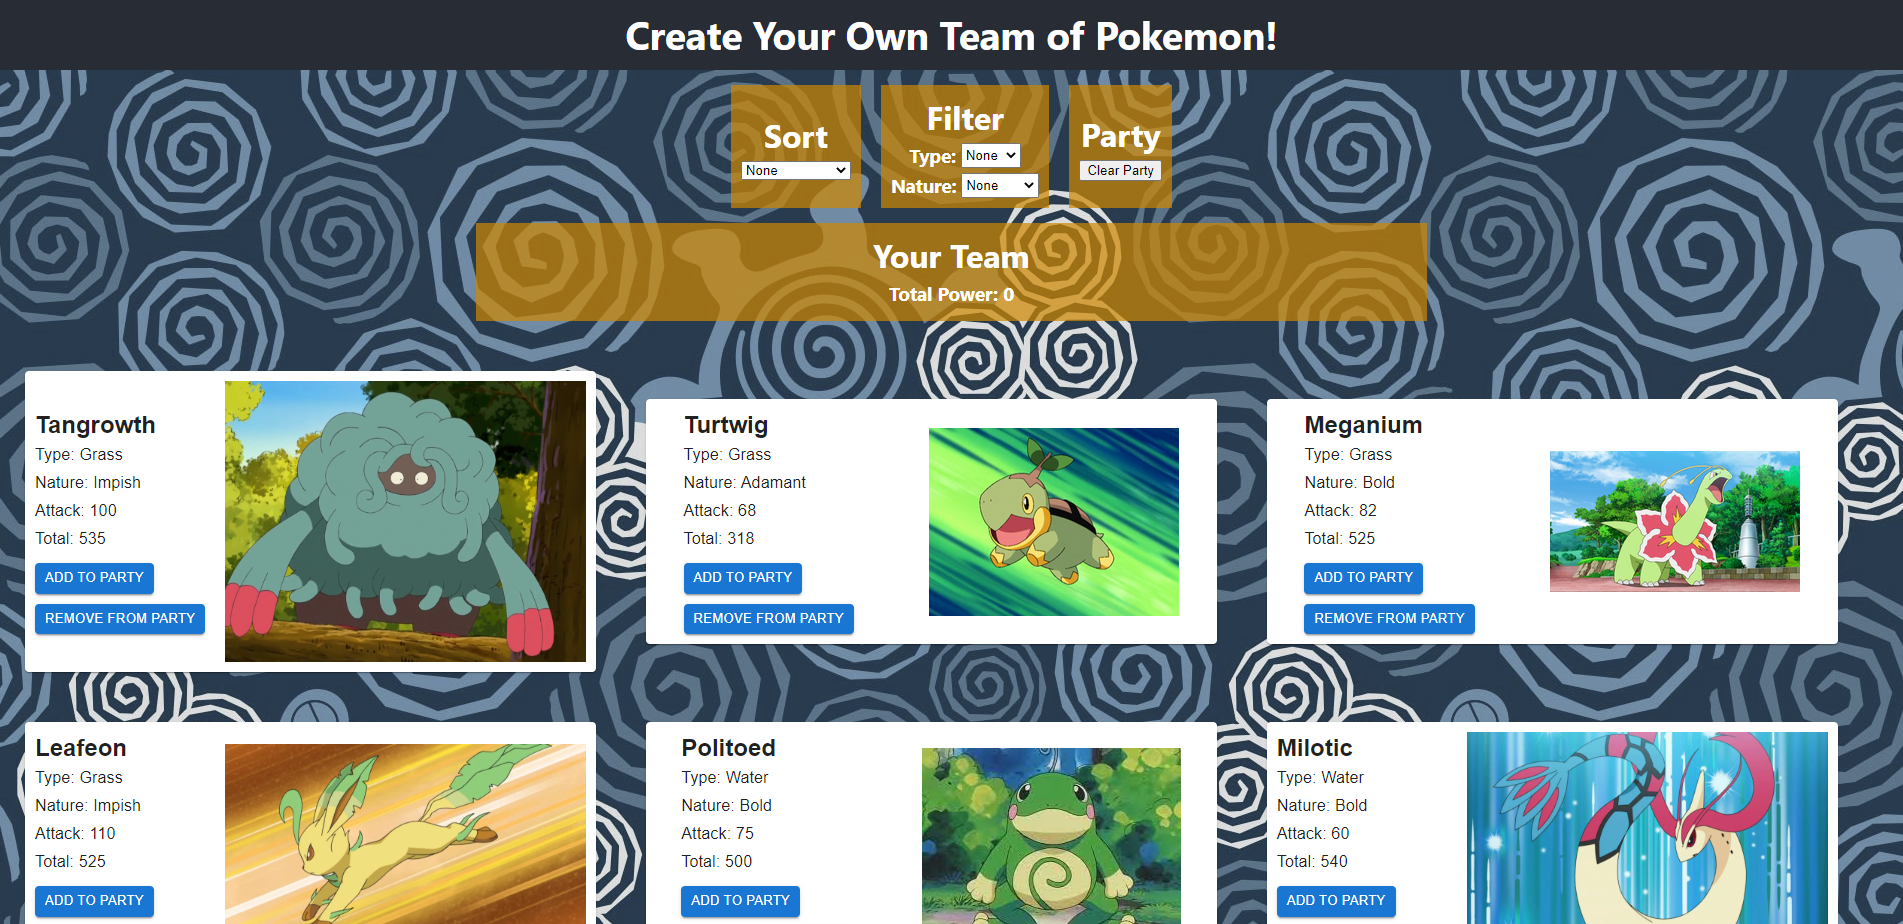 Create Your Own Team of Pokemon!
Sort
None
Filter
Type: None
Nature: None
Party
Clear Party
Your Team
Total Power: 0
Tangrowth
Type: Grass
Nature: Impish
Attack: 100
Total: 535
ADD TO PARTY
REMOVE FROM PARTY
Turtwig
Type: Grass
Nature: Adamant
Attack: 68
Total: 318
ADD TO PARTY
REMOVE FROM PARTY
Meganium
Type: Grass
Nature: Bold
Attack: 82
Total: 525
ADD TO PARTY
REMOVE FROM PARTY
Leafeon
Type: Grass
Nature: Impish
Attack: 110
Total: 525
ADD TO PARTY
Politoed
Type: Water
Nature: Bold
Attack: 75
Total: 500
ADD TO PARTY
Milotic
Type: Water
Nature: Bold
Attack: 60
Total: 540
ADD TO PARTY